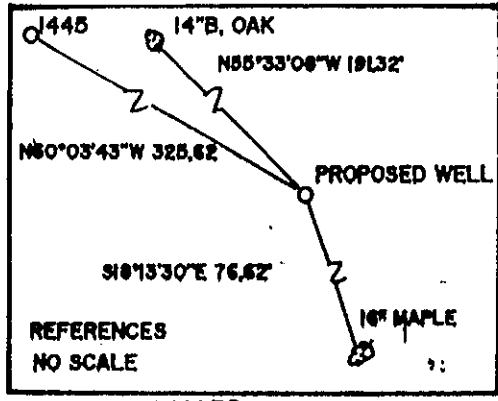 1445
14"B, OAK
N55°33'08"W 191.32'
N60°03'43"W 325,62'
PROPOSED WELL
S18°13'30"E 76,62'
16" MAPLE
REFERENCES
NO SCALE